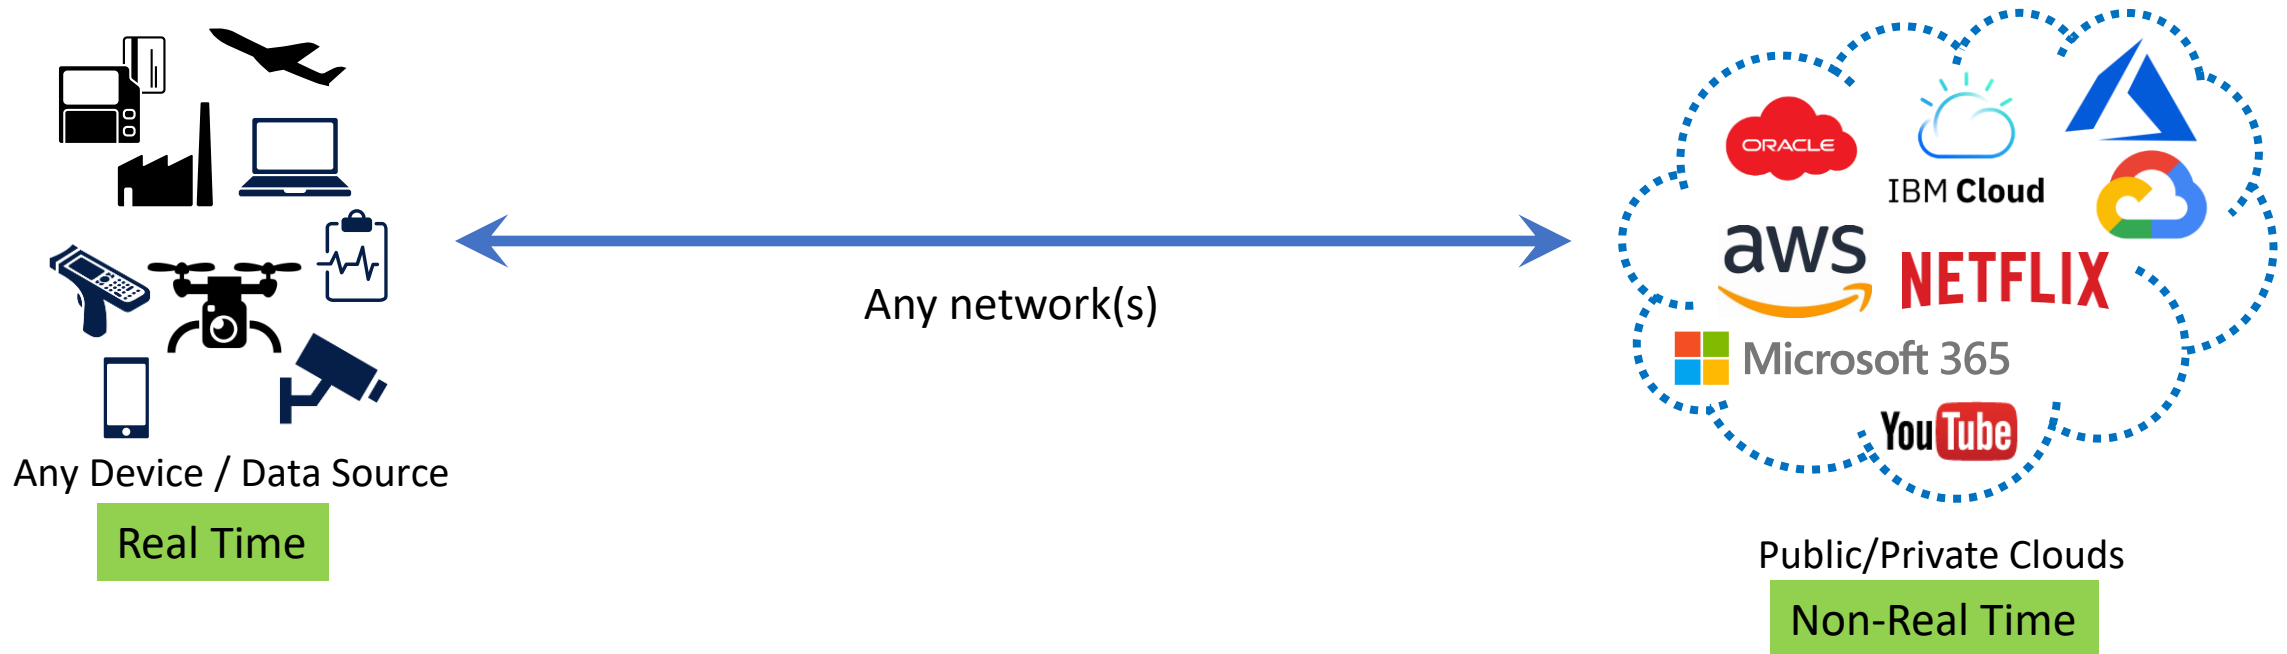 ORACLE
IBM Cloud
aws
NETFLIX
Any network(s)
Microsoft 365
YouTube
Any Device / Data Source
Real Time
Public/Private Clouds
Non-Real Time